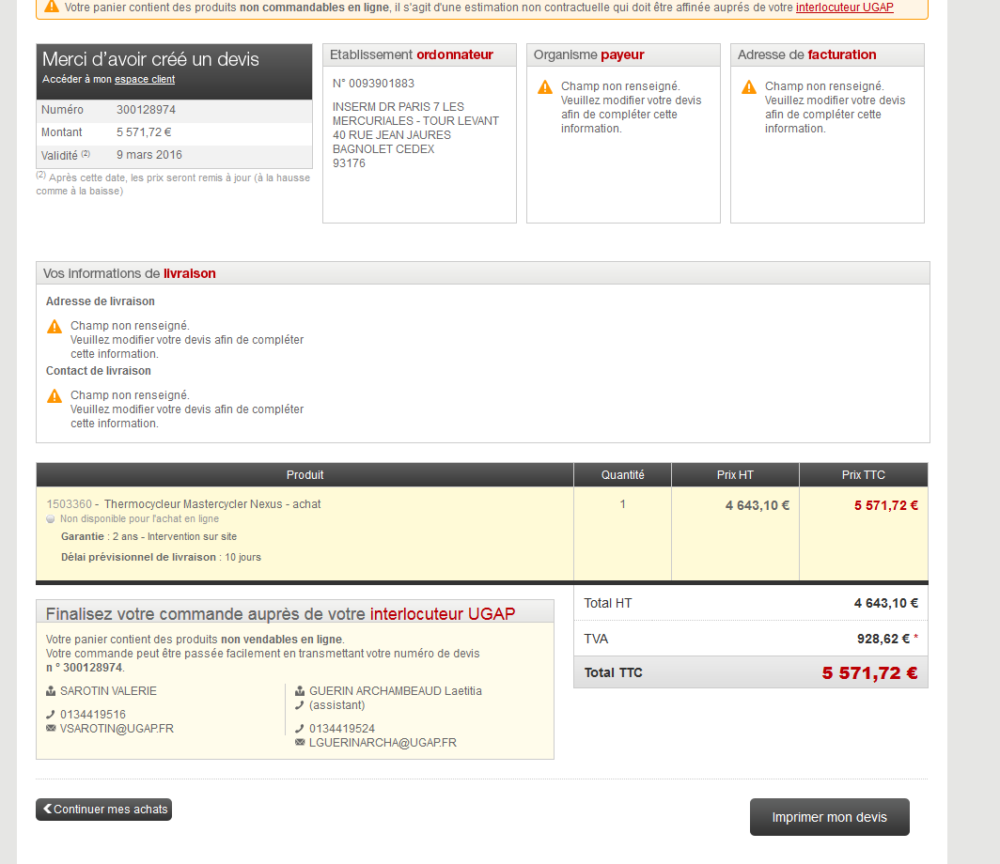 Votre panier contient des produits non commandables en ligne, il s'agit d'une estimation non contractuelle qui doit être affinée auprés de votre interlocuteur UGAP
Merci d'avoir créé un devis
Accéder à mon espace client
Numéro 300128974
Montant 5 571,72 €
Validité (2) 9 mars 2016
(2) Après cette date, les prix seront remis à jour (à la hausse
comme à la baisse)
Etablissement ordonnateur
N° 0093901883
INSERM DR PARIS 7 LES
MERCURIALES - TOUR LEVANT
40 RUE JEAN JAURES
BAGNOLET CEDEX
93176
Organisme payeur
Champ non renseigné.
Veuillez modifier votre devis
afin de compléter cette
information.
Adresse de facturation
Champ non renseigné.
Veuillez modifier votre devis
afin de compléter cette
information.
Vos informations de livraison
Adresse de livraison
Champ non renseigné.
Veuillez modifier votre devis afin de compléter
cette information.
Contact de livraison
Champ non renseigné.
Veuillez modifier votre devis afin de compléter
cette information.
Produit Quantité Prix HT Prix TTC
1503360 - Thermocycleur Mastercycler Nexus - achat 1 4 643,10 € 5 571,72 €
Non disponible pour l'achat en ligne
Garantie : 2 ans - Intervention sur site
Délai prévisionnel de livraison : 10 jours
Total HT 4 643,10 €
TVA 928,62 € *
Total TTC 5 571,72 €
Finalisez votre commande auprès de votre interlocuteur UGAP
Votre panier contient des produits non vendables en ligne.
Votre commande peut être passée facilement en transmettant votre numéro de devis
n ° 300128974.
SAROTIN VALERIE
0134419516
VSAROTIN@UGAP.FR
GUERIN ARCHAMBEAUD Laetitia
(assistant)
0134419524
LGUERINARCHA@UGAP.FR
Continuer mes achats
Imprimer mon devis